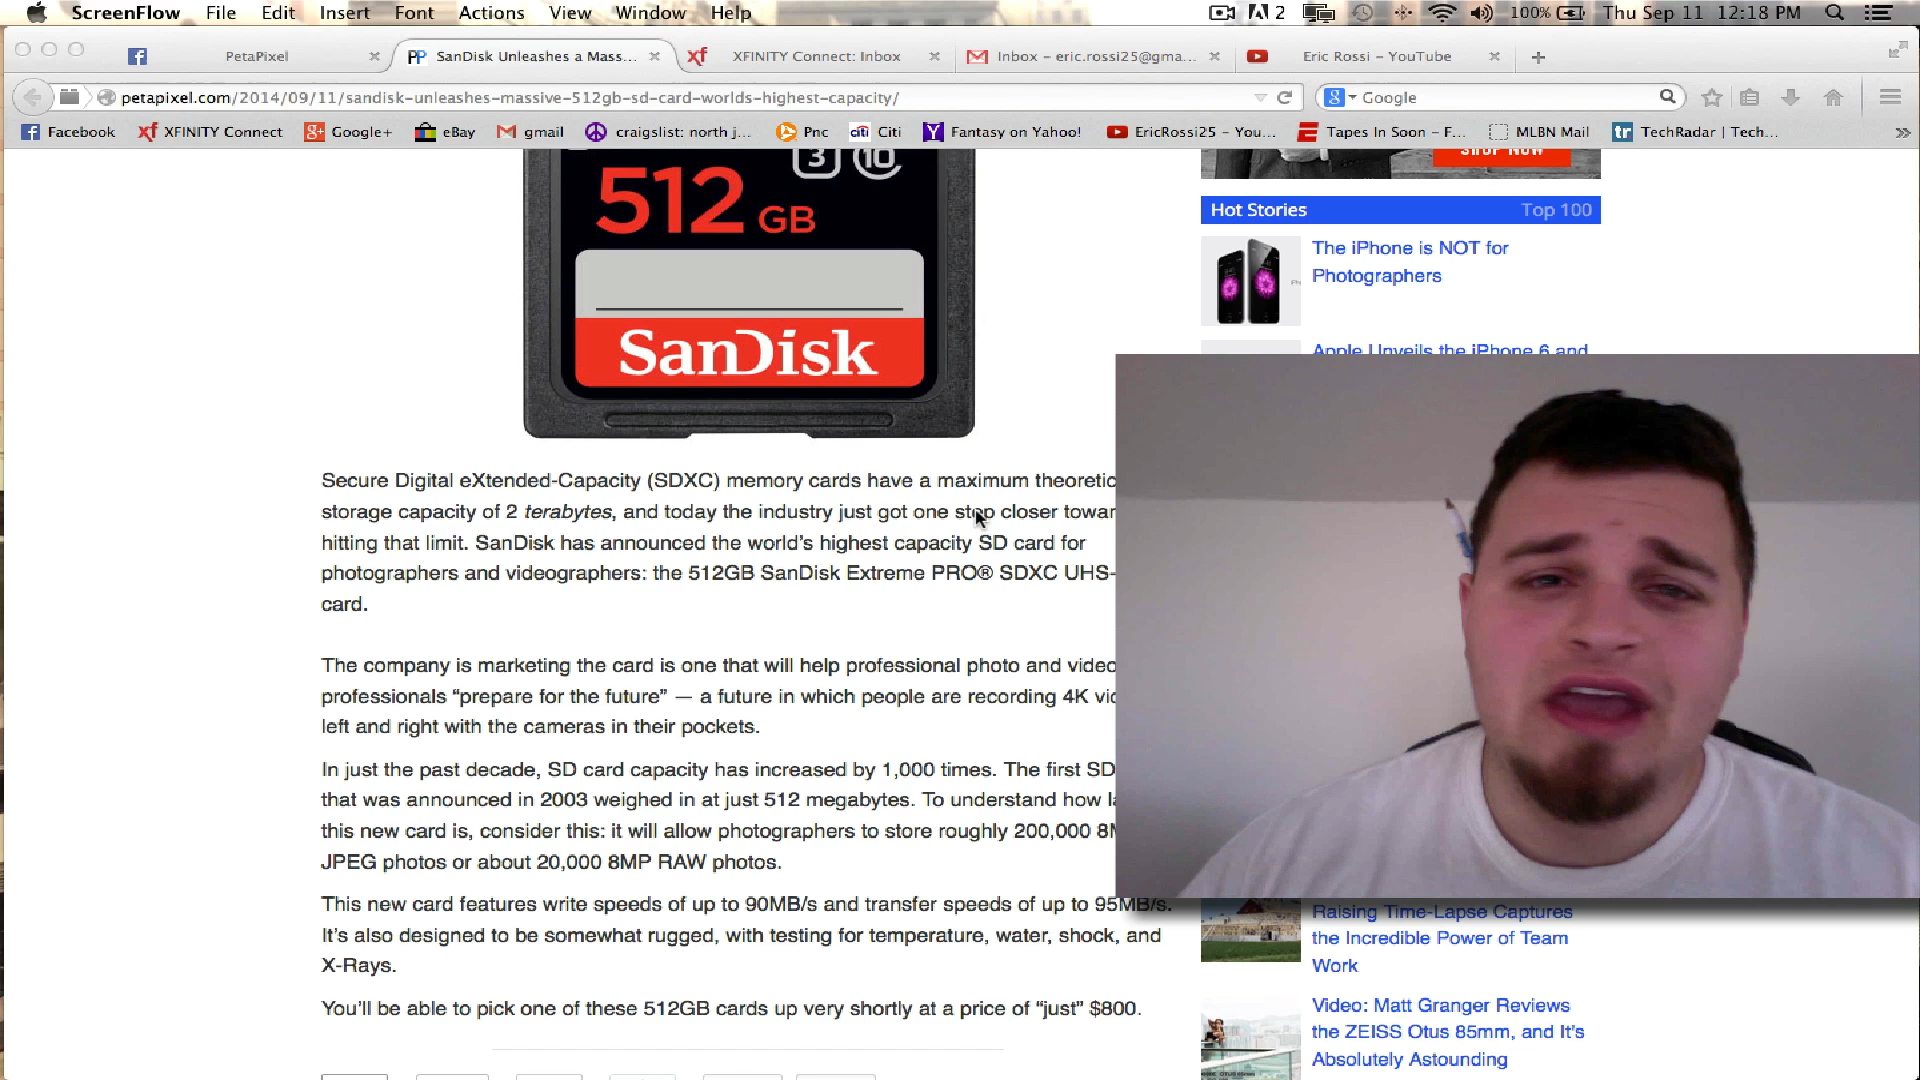 ScreenFlow File Edit Insert Font Actions View Window Help 2 100% Thu Sep 11 12:18 PM
PetaPixel SanDisk Unleashes a Mass... XFINITY Connect: Inbox Inbox – eric.rossi25@gma... Eric Rossi – YouTube
petapixel.com/2014/09/11/sandisk-unleashes-massive-512gb-sd-card-worlds-highest-capacity/ Google
Facebook XFINITY Connect Google+ eBay gmail craigslist: north j... Pnc citi Citi Fantasy on Yahoo! EricRossi25 - You... Tapes In Soon – F... MLBN Mail tr TechRadar | Tech...
3 10
512 GB
SanDisk
SHOP NOW
Hot Stories Top 100
The iPhone is NOT for
Photographers
Apple Unveils the iPhone 6 and
Secure Digital eXtended-Capacity (SDXC) memory cards have a maximum theoretic
storage capacity of 2 terabytes, and today the industry just got one step closer towar
hitting that limit. SanDisk has announced the world's highest capacity SD card for
photographers and videographers: the 512GB SanDisk Extreme PRO® SDXC UHS-
card.
The company is marketing the card is one that will help professional photo and video
professionals “prepare for the future” — a future in which people are recording 4K vi
left and right with the cameras in their pockets.
In just the past decade, SD card capacity has increased by 1,000 times. The first SD
that was announced in 2003 weighed in at just 512 megabytes. To understand how
this new card is, consider this: it will allow photographers to store roughly 200,000 8
JPEG photos or about 20,000 8MP RAW photos.
This new card features write speeds of up to 90MB/s and transfer speeds of up to 95MB/s.
It's also designed to be somewhat rugged, with testing for temperature, water, shock, and
X-Rays.
You'll be able to pick one of these 512GB cards up very shortly at a price of “just” $800.
Raising Time-Lapse Captures
the Incredible Power of Team
Work
Video: Matt Granger Reviews
the ZEISS Otus 85mm, and It's
Absolutely Astounding